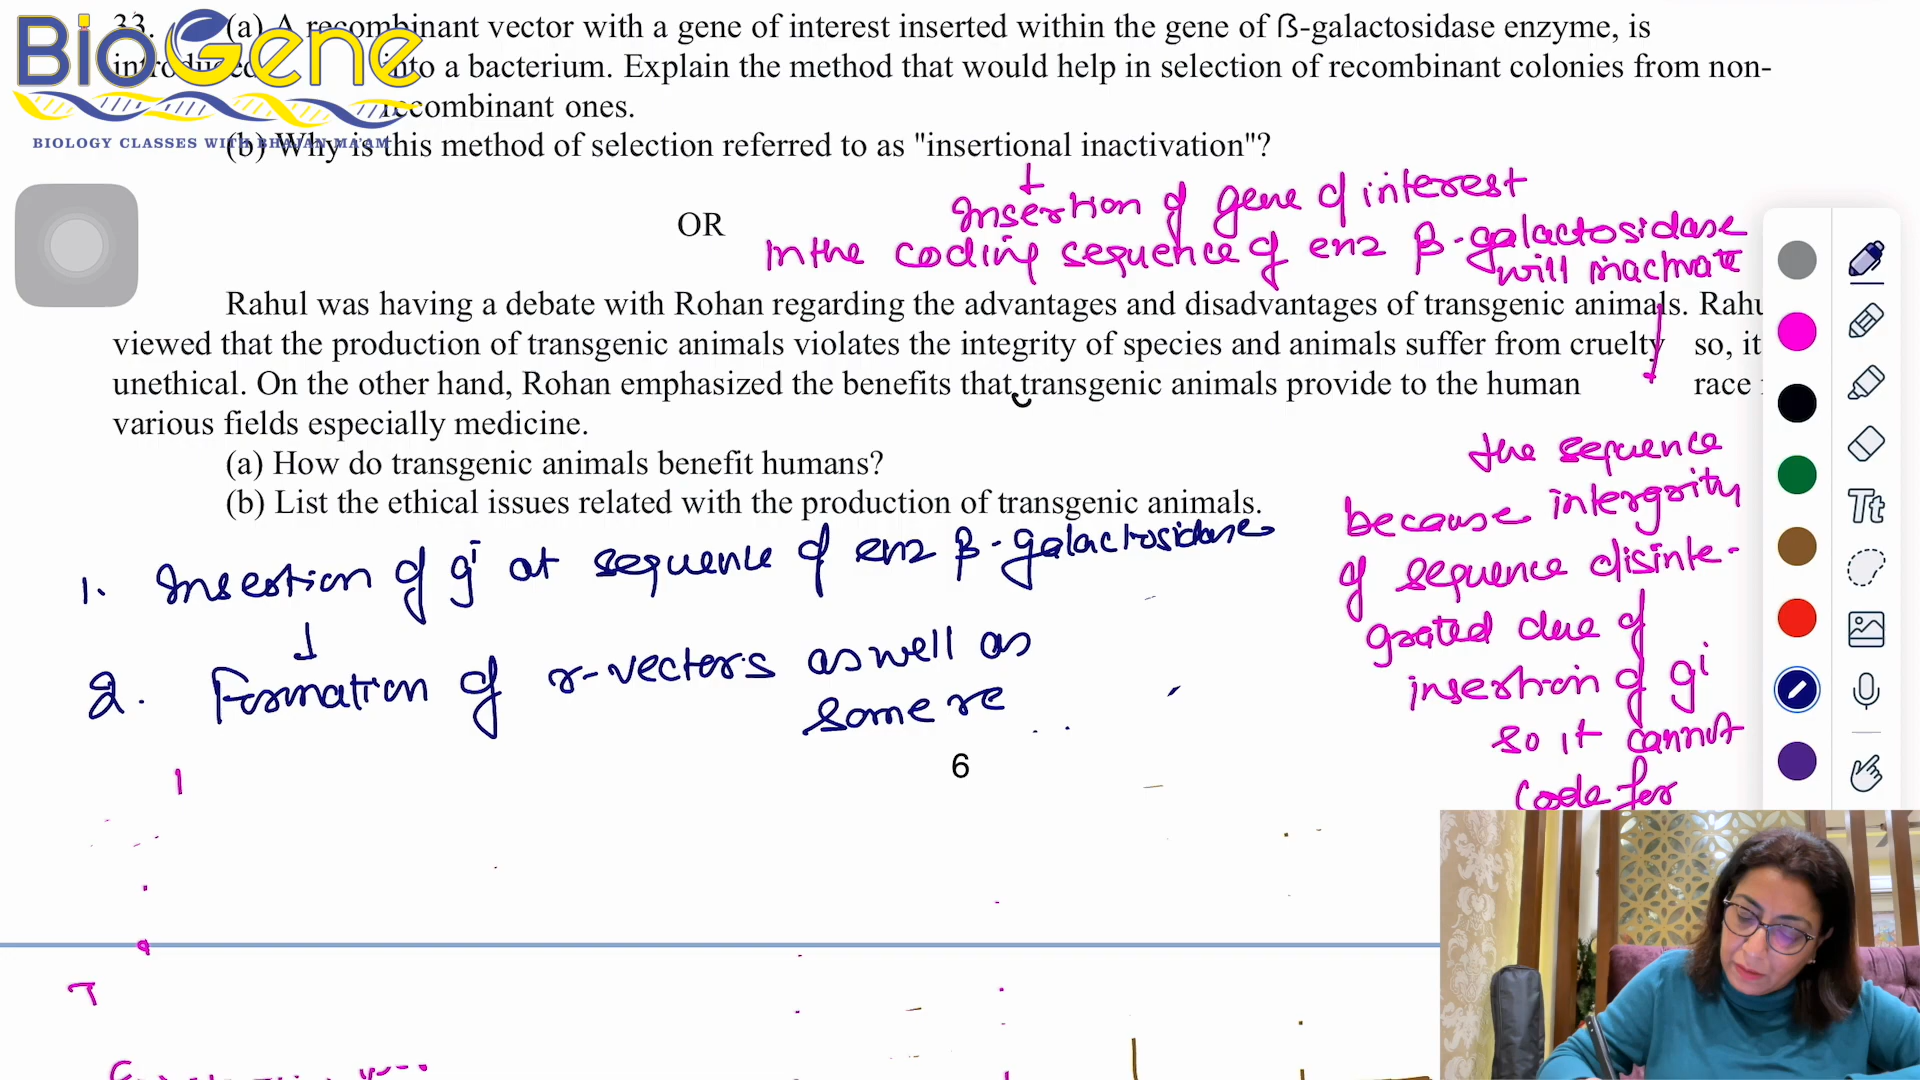 33. (a) A recombinant vector with a gene of interest inserted within the gene of ß-galactosidase enzyme, is
introduced into a bacterium. Explain the method that would help in selection of recombinant colonies from non-
recombinant ones.
BioGene
BIOLOGY CLASSES WITH BHAJAN MA'AM
(b) Why is this method of selection referred to as "insertional inactivation"?
Insertion of gene of interest
OR
In the coding sequence of enz β-galactosidase
will inactivate
Rahul was having a debate with Rohan regarding the advantages and disadvantages of transgenic animals. Rahu
viewed that the production of transgenic animals violates the integrity of species and animals suffer from cruelty so, it
unethical. On the other hand, Rohan emphasized the benefits that transgenic animals provide to the human race
various fields especially medicine.
(a) How do transgenic animals benefit humans?
(b) List the ethical issues related with the production of transgenic animals.
the sequence
because intergrity
of sequence disinte-
grated due of
insertion of gi
so it cannot
code for
1. Insertion of gi at sequence of enz β-galactosidase
2. Formation of r-vectors as well as
some re
6
Tt